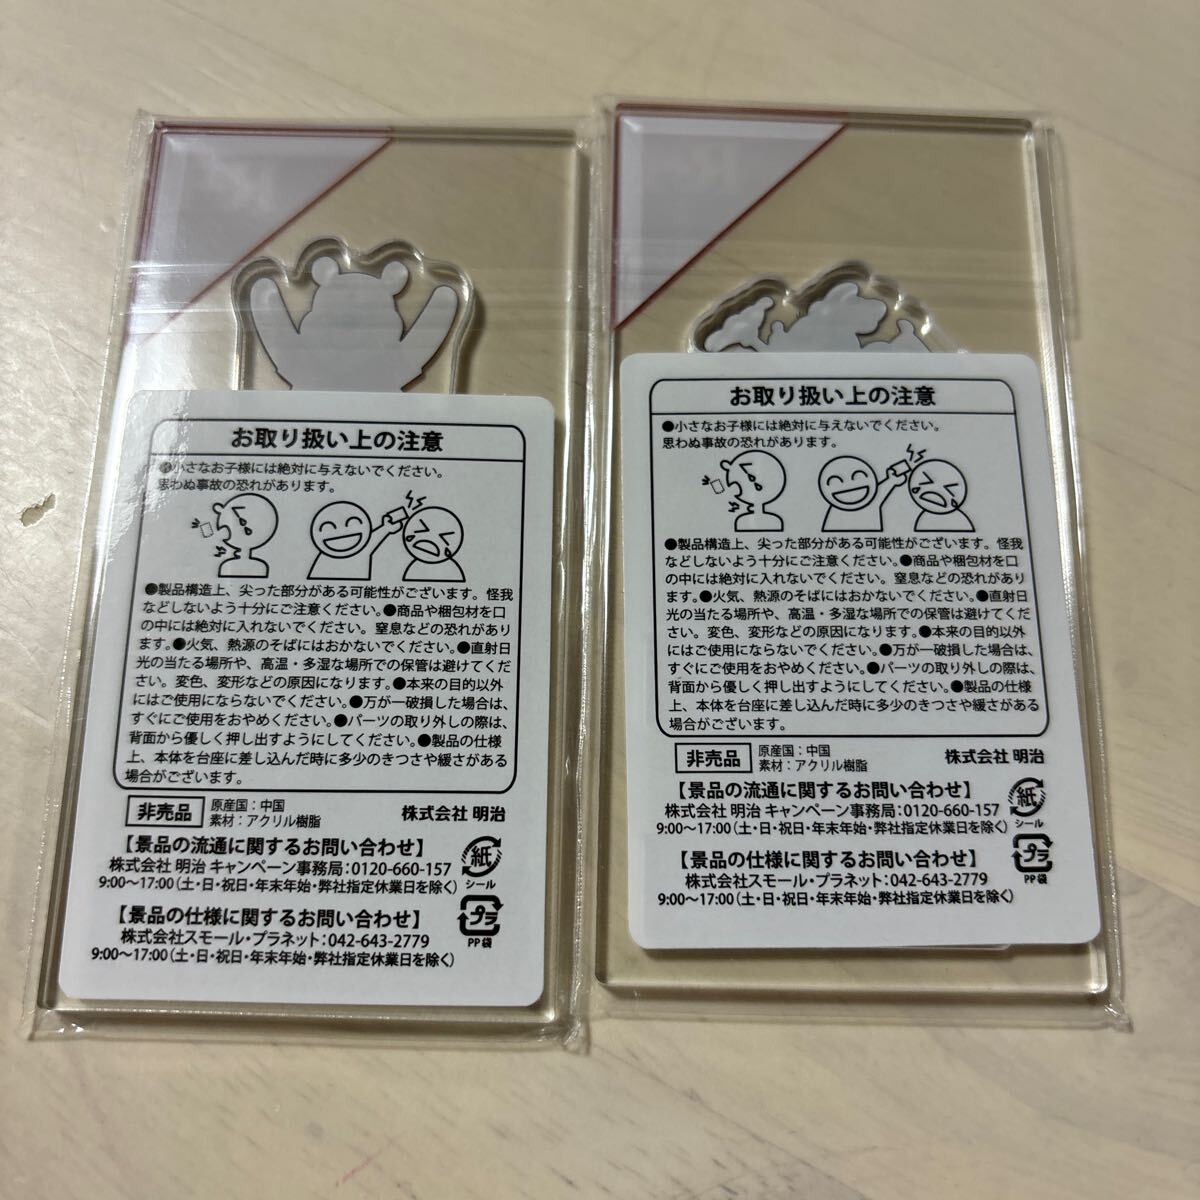 お取り扱い上の注意
●小さなお子様には絶対に与えないでください。
思わぬ事故の恐れがあります。
●製品構造上、尖った部分がある可能性がございます。怪我
などしないよう十分にご注意ください。●商品や梱包材を口
の中には絶対に入れないでください。窒息などの恐れがあり
ます。●火気、熱源のそばにはおかないでください。●直射日
光の当たる場所や、高温・多湿な場所での保管は避けてくだ
さい。変色、変形などの原因になります。●本来の目的以外
にはご使用にならないでください。●万が一破損した場合は、
すぐにご使用をおやめください。●パーツの取り外しの際は、
背面から優しく押し出すようにしてください。●製品の仕様
上、本体を台座に差し込んだ時に多少のきつさや緩さがある
場合がございます。
非売品
原産国：中国
素材：アクリル樹脂
株式会社 明治
【景品の流通に関するお問い合わせ】
株式会社 明治 キャンペーン事務局：0120-660-157
9:00～17:00（土・日・祝日・年末年始・弊社指定休業日を除く）
紙
シール
【景品の仕様に関するお問い合わせ】
株式会社スモール・プラネット：042-643-2779
9:00～17:00（土・日・祝日・年末年始・弊社指定休業日を除く）
プラ
PP袋
お取り扱い上の注意
●小さなお子様には絶対に与えないでください。
思わぬ事故の恐れがあります。
●製品構造上、尖った部分がある可能性がございます。怪我
などしないよう十分にご注意ください。●商品や梱包材を口
の中には絶対に入れないでください。窒息などの恐れがあり
ます。●火気、熱源のそばにはおかないでください。●直射日
光の当たる場所や、高温・多湿な場所での保管は避けてくだ
さい。変色、変形などの原因になります。●本来の目的以外
にはご使用にならないでください。●万が一破損した場合は、
すぐにご使用をおやめください。●パーツの取り外しの際は、
背面から優しく押し出すようにしてください。●製品の仕様
上、本体を台座に差し込んだ時に多少のきつさや緩さがある
場合がございます。
非売品
原産国：中国
素材：アクリル樹脂
株式会社 明治
【景品の流通に関するお問い合わせ】
株式会社 明治 キャンペーン事務局：0120-660-157
9:00～17:00（土・日・祝日・年末年始・弊社指定休業日を除く）
紙
シール
【景品の仕様に関するお問い合わせ】
株式会社スモール・プラネット：042-643-2779
9:00～17:00（土・日・祝日・年末年始・弊社指定休業日を除く）
プラ
PP袋